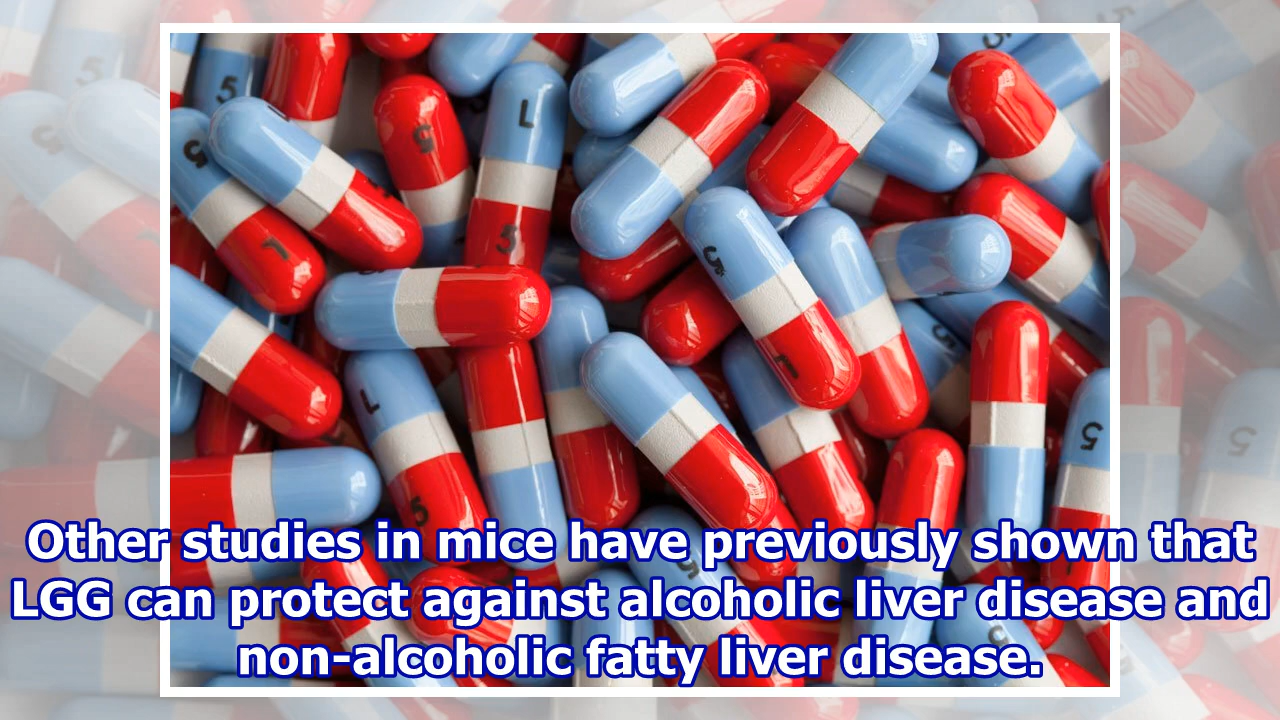 Other studies in mice have previously shown that
LGG can protect against alcoholic liver disease and
non-alcoholic fatty liver disease.